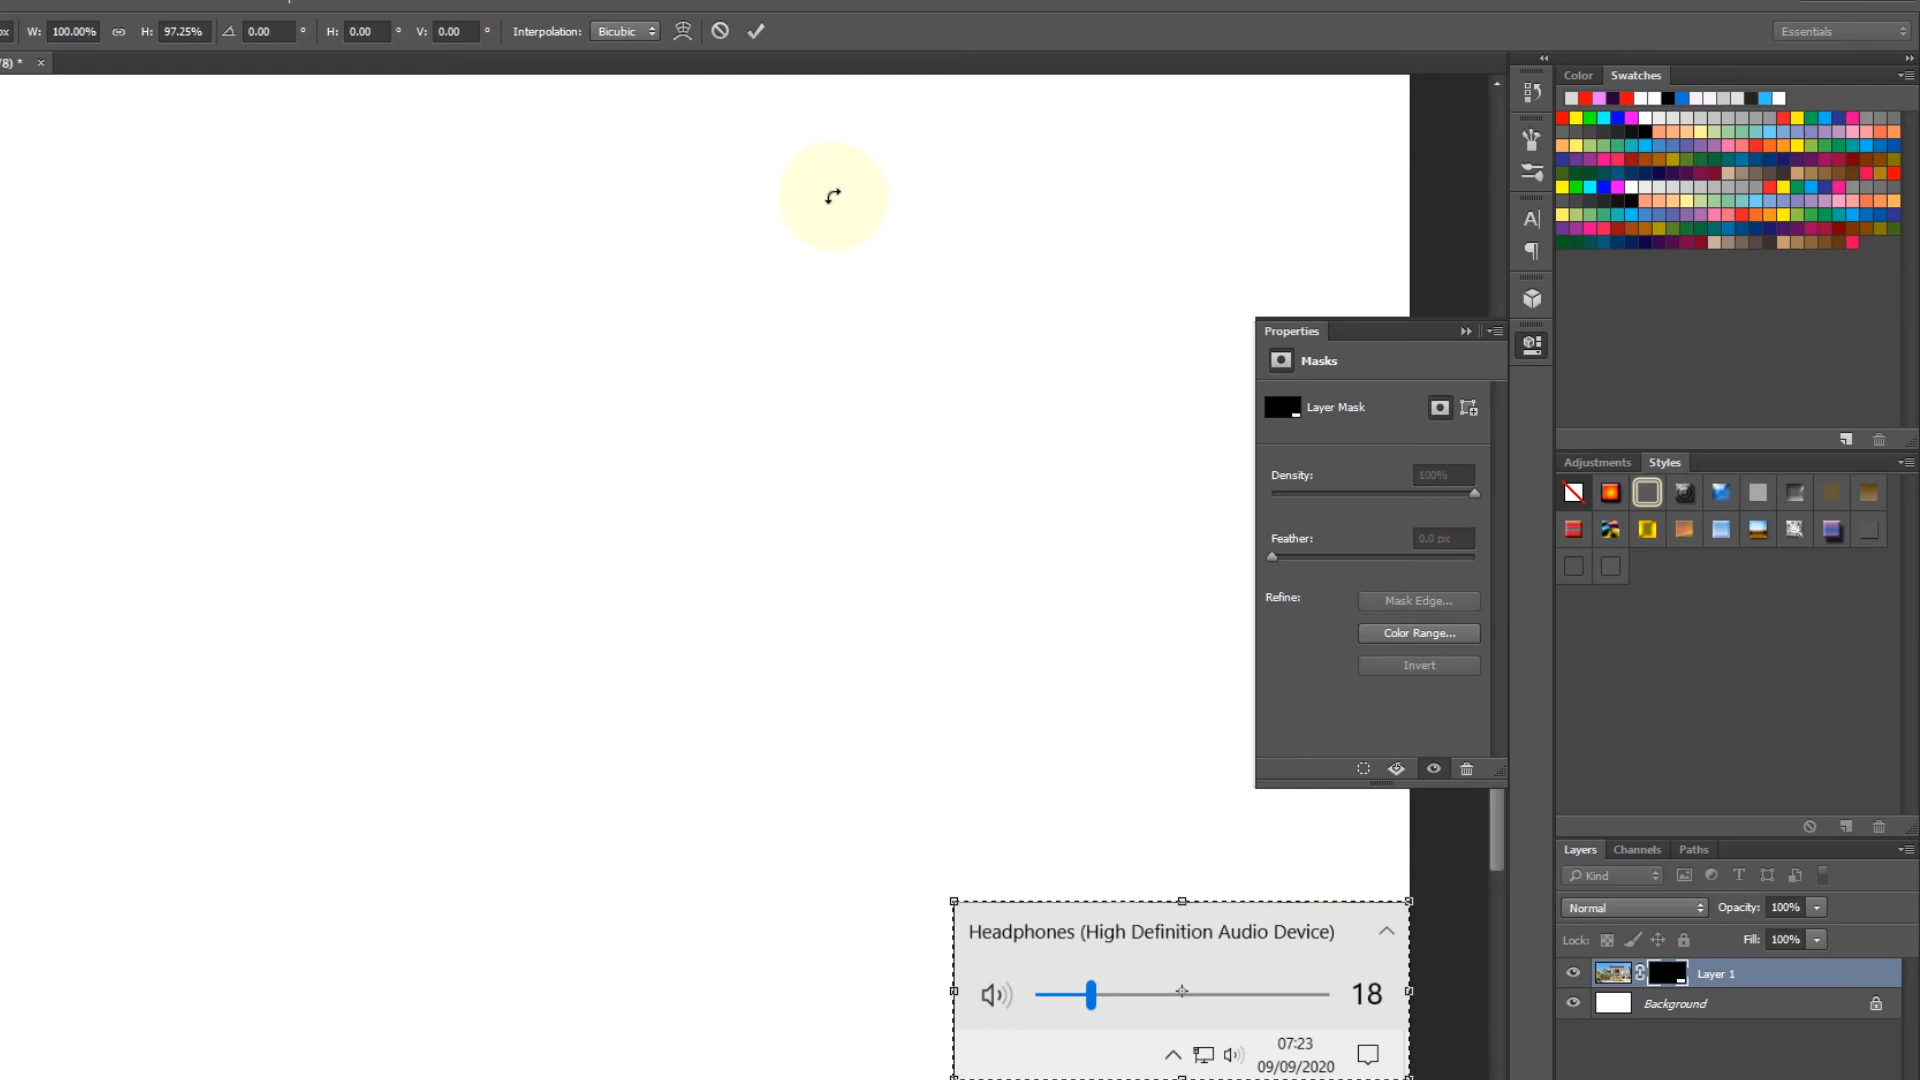 px W: 100.00% H: 97.25% 0.00 ° H: 0.00 ° V: 0.00 ° Interpolation: Bicubic Essentials
/8) * ×
Color Swatches
Properties
Masks
Layer Mask
Density: 100%
Feather: 0.0 px
Refine: Mask Edge...
Color Range...
Invert
Adjustments Styles
Layers Channels Paths
Kind
Normal Opacity: 100%
Lock: Fill: 100%
Layer 1
Background
Headphones (High Definition Audio Device)
18
07:23
09/09/2020